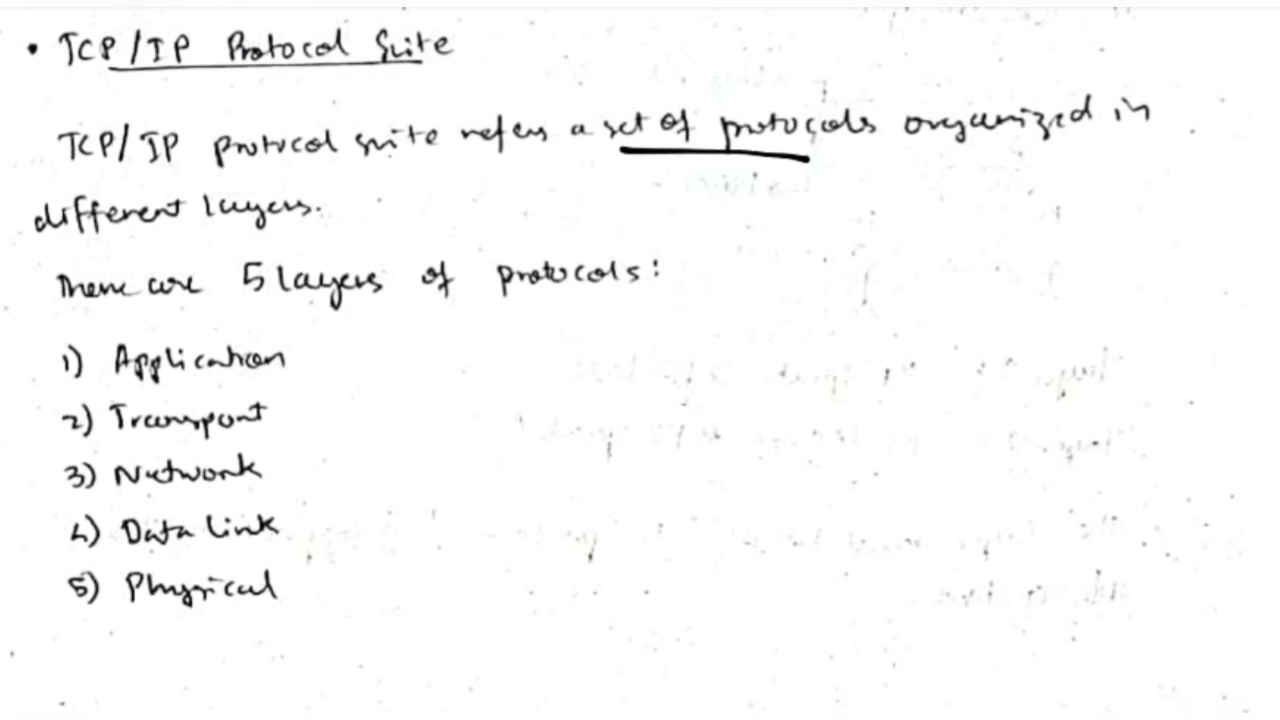 • TCP/IP Protocol Suite
TCP/IP protocol suite refers a set of protocols organized in
different layers.
There are 5 layers of protocols:
1) Application
2) Transport
3) Network
4) Data Link
5) Physical